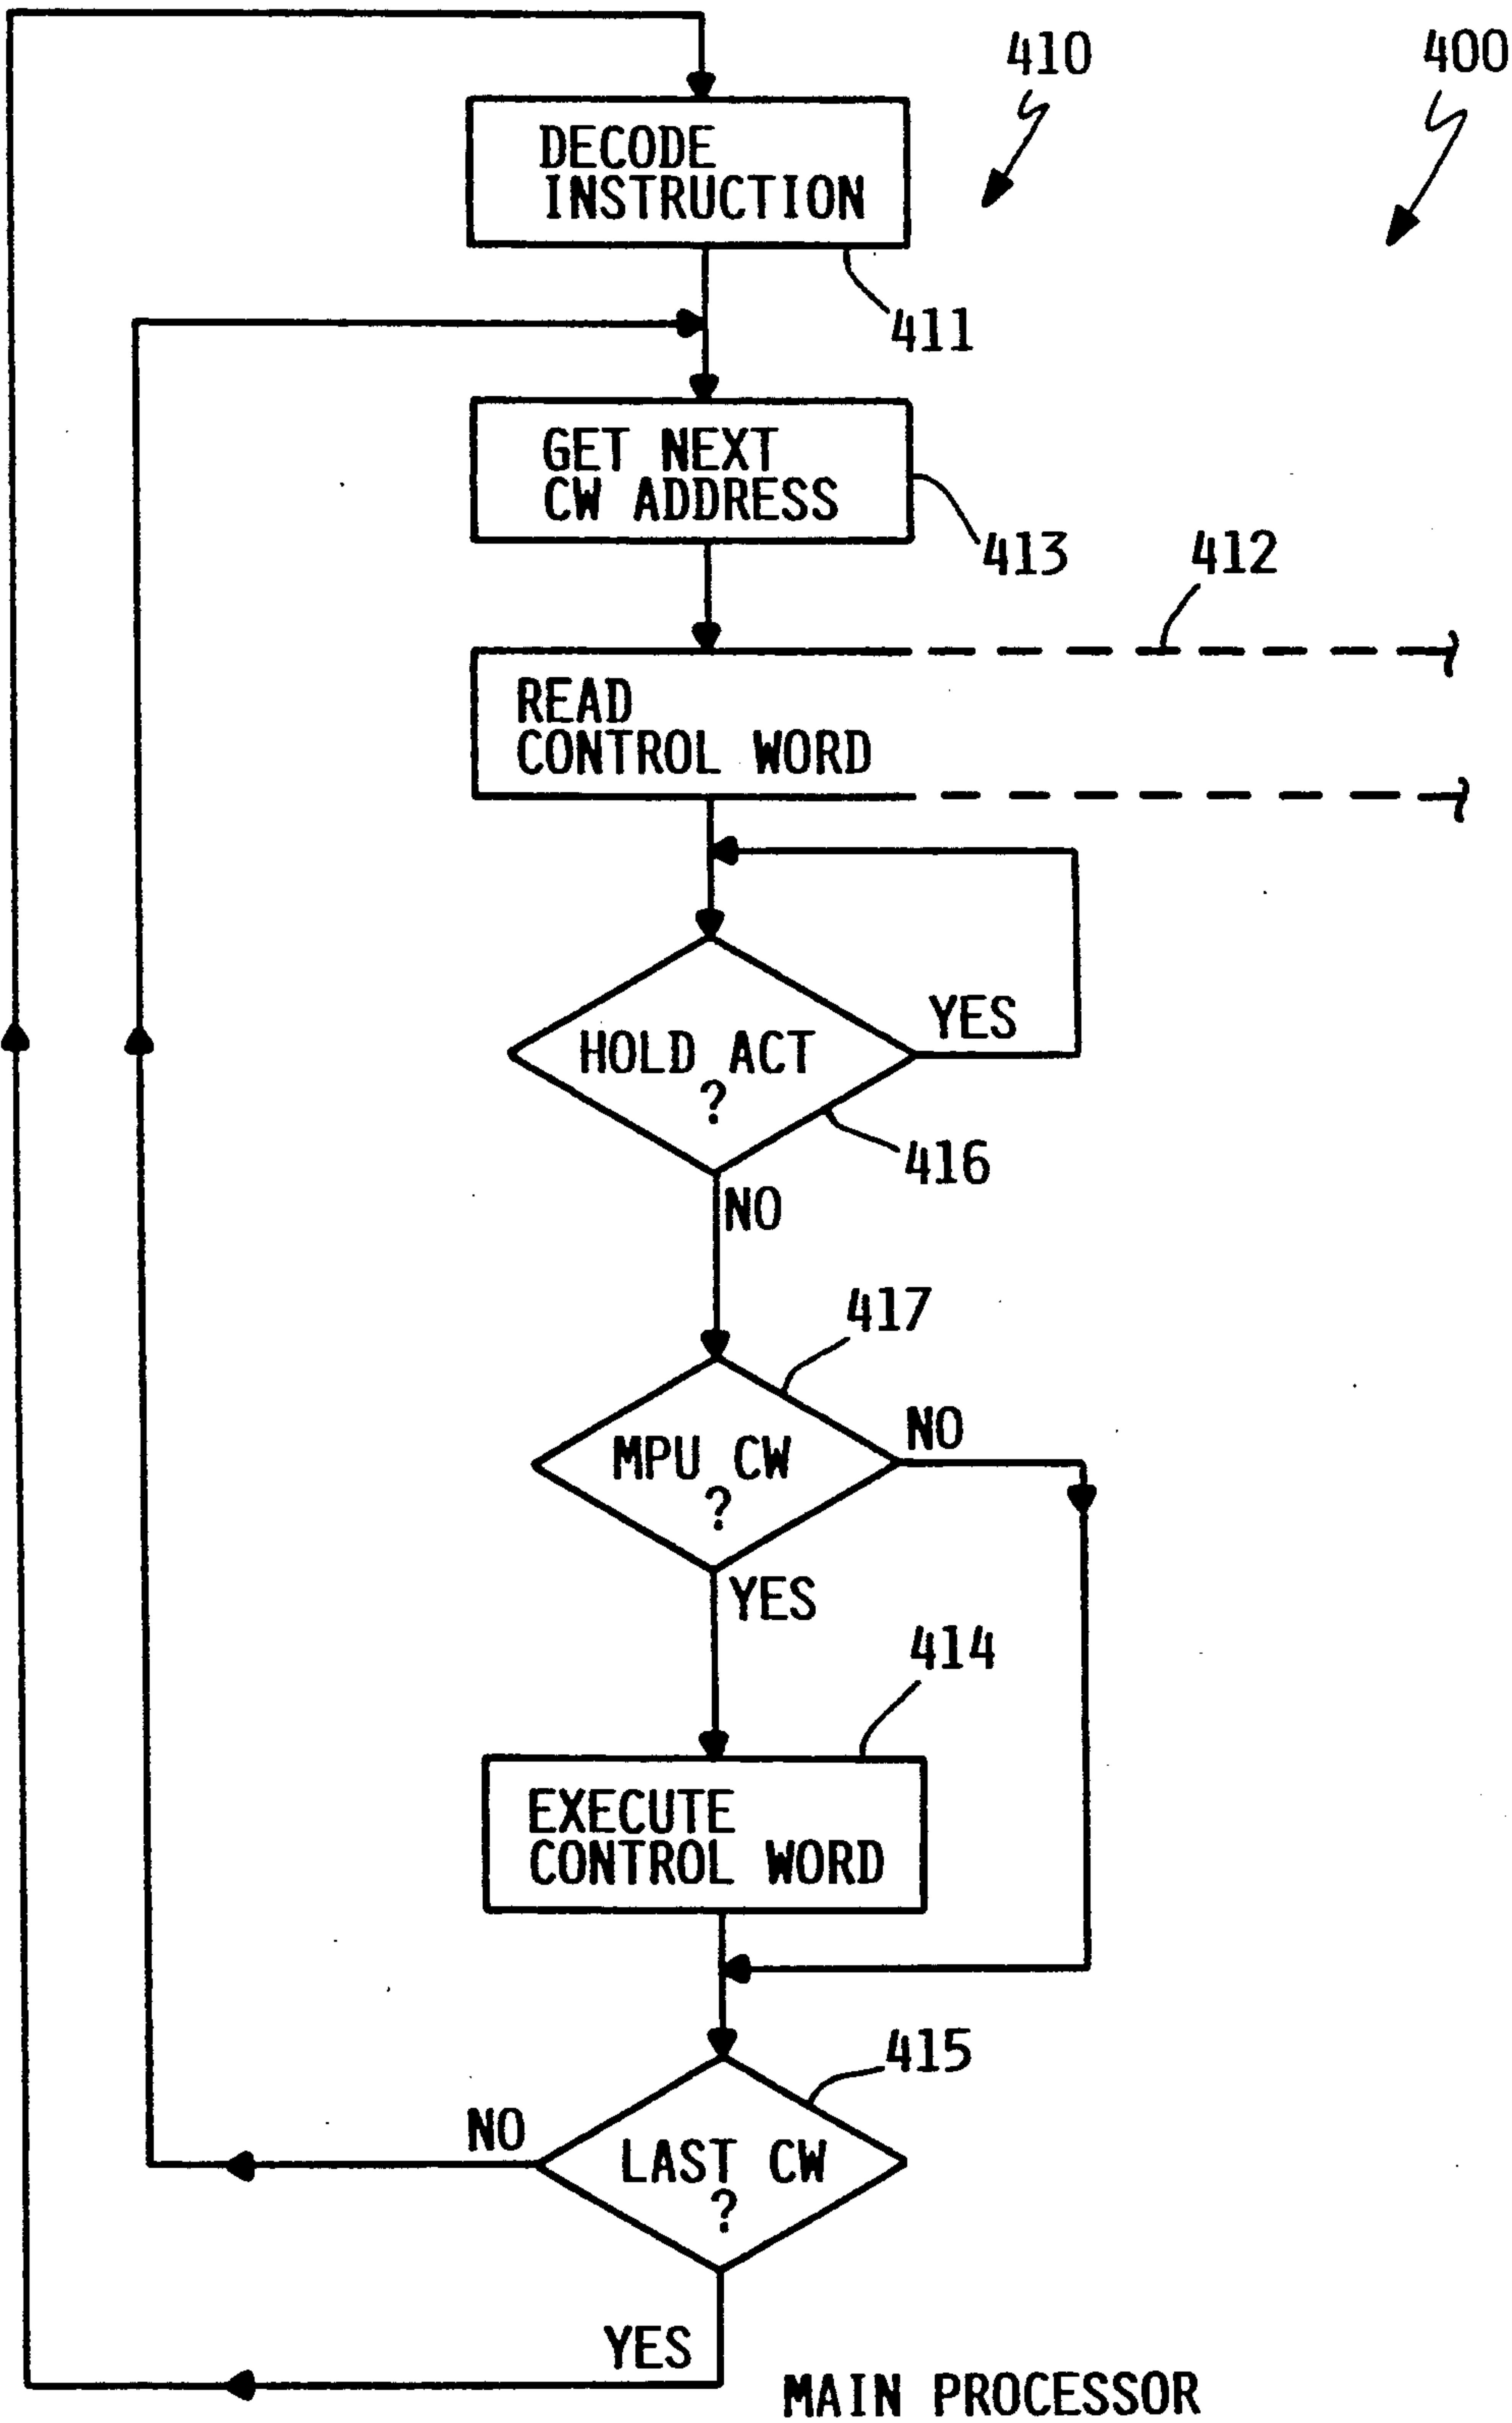 410
400
DECODE
INSTRUCTION
411
GET NEXT
CW ADDRESS
413
412
READ
CONTROL WORD
YES
HOLD ACT
?
416
NO
417
NO
MPU CW
?
YES
414
EXECUTE
CONTROL WORD
415
NO
LAST CW
?
YES
MAIN PROCESSOR